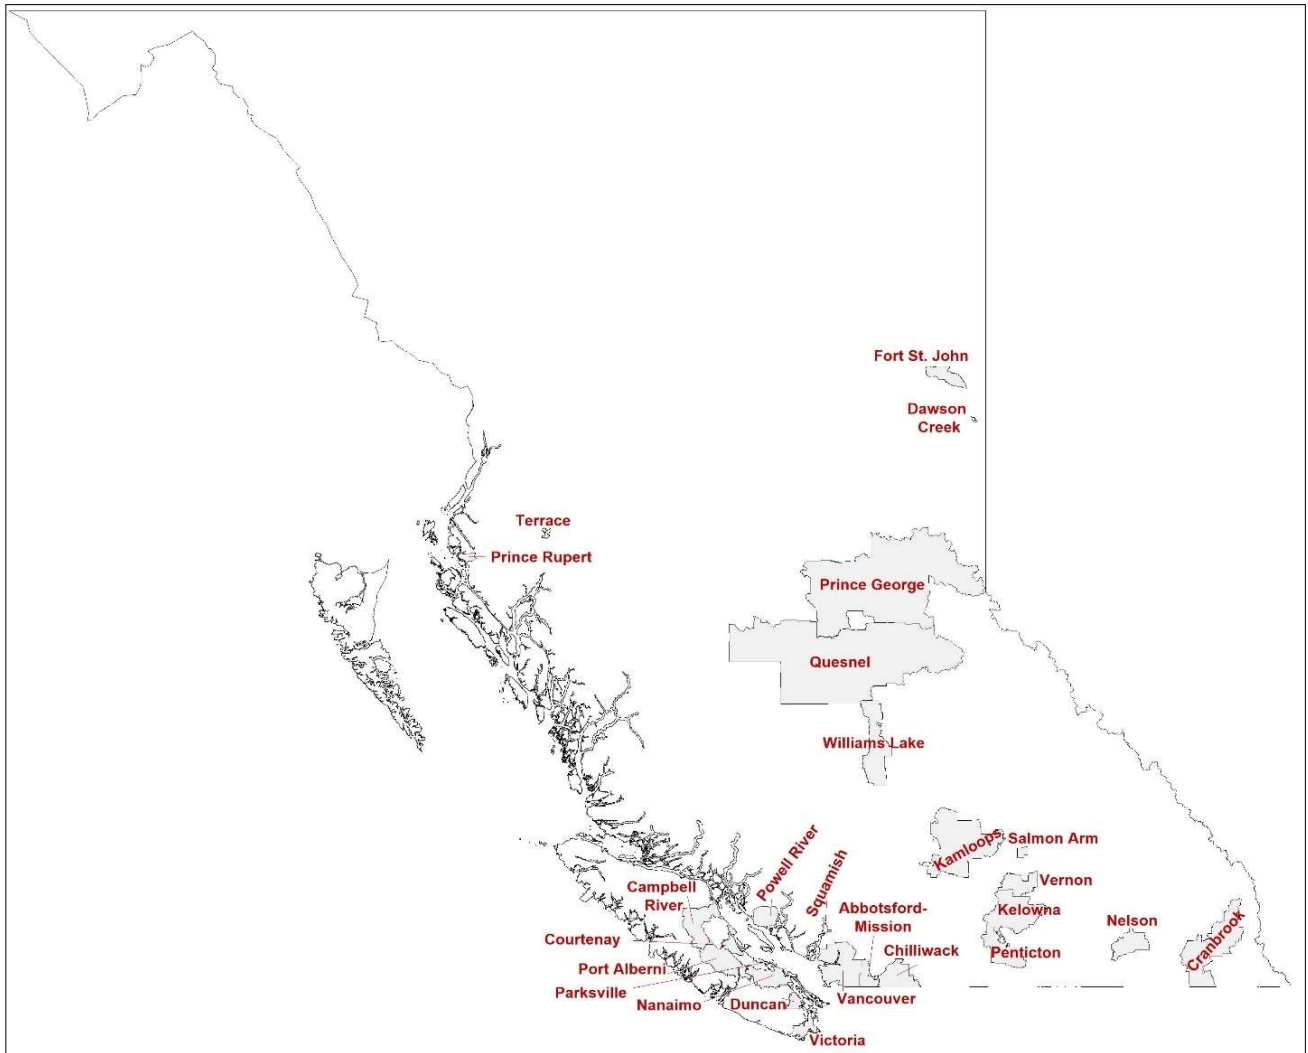 Fort St. John
Dawson
Creek
Terrace
Prince Rupert
Prince George
Quesnel
Williams Lake
Powell River
Squamish
Kamloops
Salmon Arm
Vernon
Campbell
River
Abbotsford-
Mission
Kelowna
Nelson
Cranbrook
Courtenay
Chilliwack
Penticton
Port Alberni
Parksville
Nanaimo
Duncan
Vancouver
Victoria